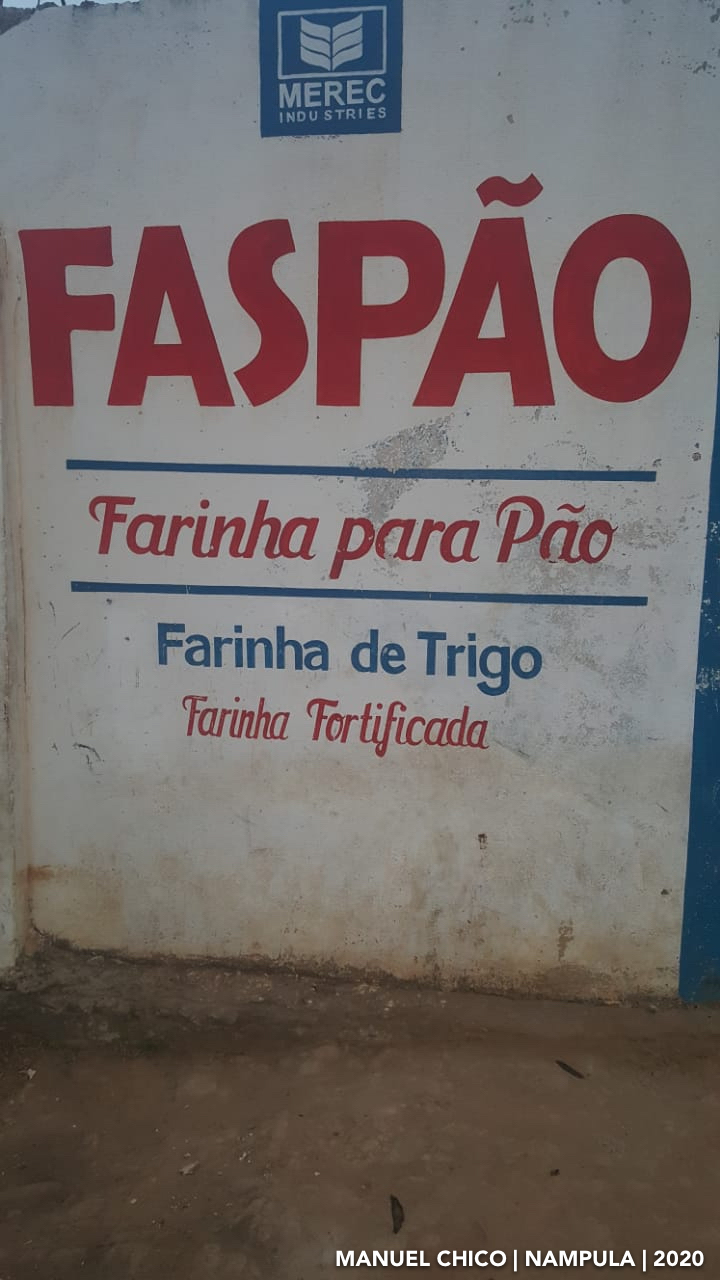 MEREC
INDUSTRIES
FASPÃO
Farinha para Pão
Farinha de Trigo
Farinha Fortificada
MANUEL CHICO | NAMPULA | 2020